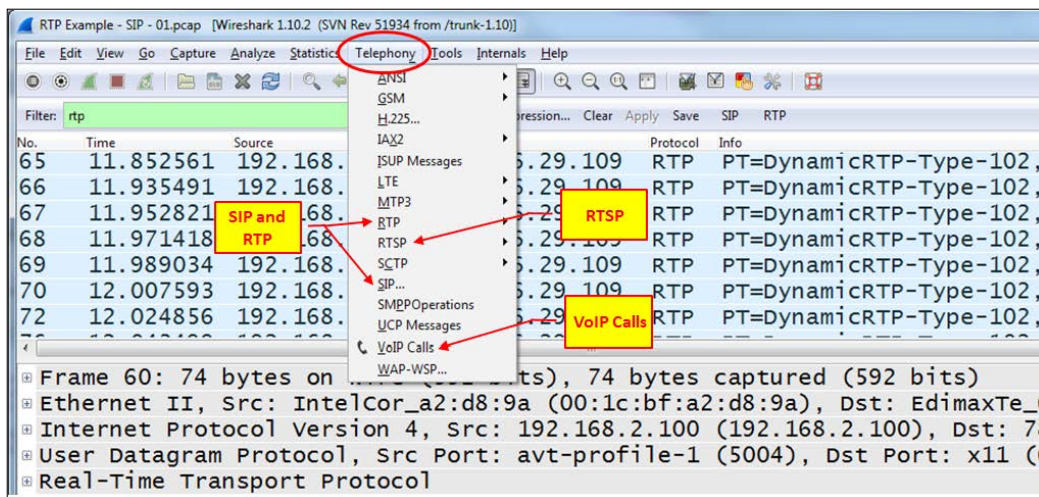 RTP Example - SIP - 01.pcap [Wireshark 1.10.2 (SVN Rev 51934 from /trunk-1.10)]
File Edit View Go Capture Analyze Statistics Telephony Tools Internals Help
Filter: rtp Clear Apply Save SIP RTP
No. Time Source Protocol Info
65 11.852561 192.168. .29.109 RTP PT=DynamicRTP-Type-102,
66 11.935491 192.168. .29.109 RTP PT=DynamicRTP-Type-102,
67 11.952821 .68. .29 RTP PT=DynamicRTP-Type-102,
68 11.971418 .168. .29.109 RTP PT=DynamicRTP-Type-102,
69 11.989034 192.168. .29.109 RTP PT=DynamicRTP-Type-102,
70 12.007593 192.168. .29.109 RTP PT=DynamicRTP-Type-102,
72 12.024856 192.168. .29 RTP PT=DynamicRTP-Type-102,
ANSI
GSM
H.225...
IAX2
ISUP Messages
LTE
MTP3
RTP
RTSP
SCTP
SIP...
SMPPOperations
UCP Messages
VoIP Calls
WAP-WSP...
SIP and
RTP
RTSP
VoIP Calls
Frame 60: 74 bytes on wire (592 bits), 74 bytes captured (592 bits)
Ethernet II, Src: IntelCor_a2:d8:9a (00:1c:bf:a2:d8:9a), Dst: EdimaxTe_
Internet Protocol Version 4, Src: 192.168.2.100 (192.168.2.100), Dst: 7
User Datagram Protocol, Src Port: avt-profile-1 (5004), Dst Port: x11 (
Real-Time Transport Protocol